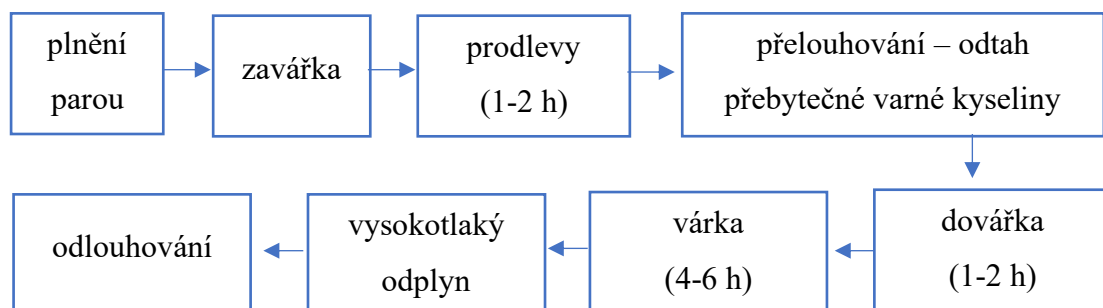 plnění
parou
zavářka
prodlevy
(1-2 h)
přelouhování – odtah
přebytečné varné kyseliny
dovářka
(1-2 h)
várka
(4-6 h)
vysokotlaký
odplyn
odlouhování